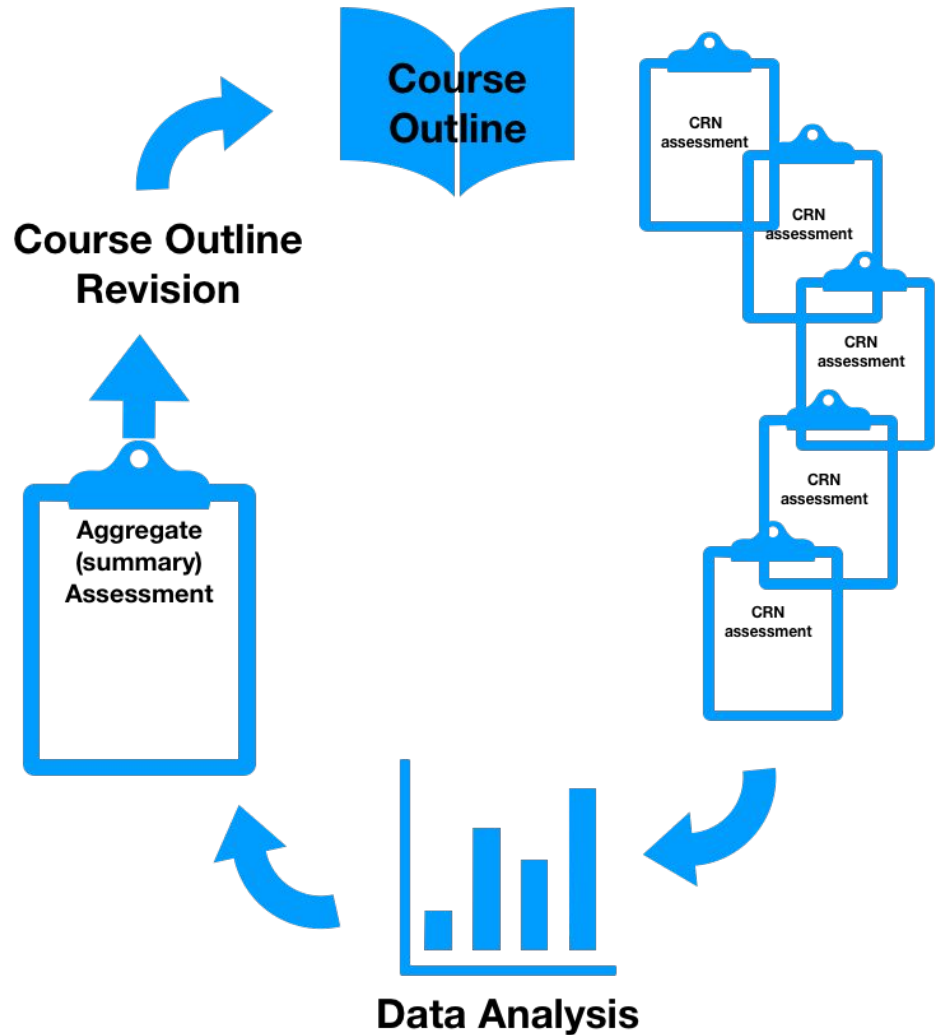 Course
Outline
CRN
assessment
CRN
assessment
CRN
assessment
CRN
assessment
CRN
assessment
Data Analysis
Aggregate
(summary)
Assessment
Course Outline
Revision